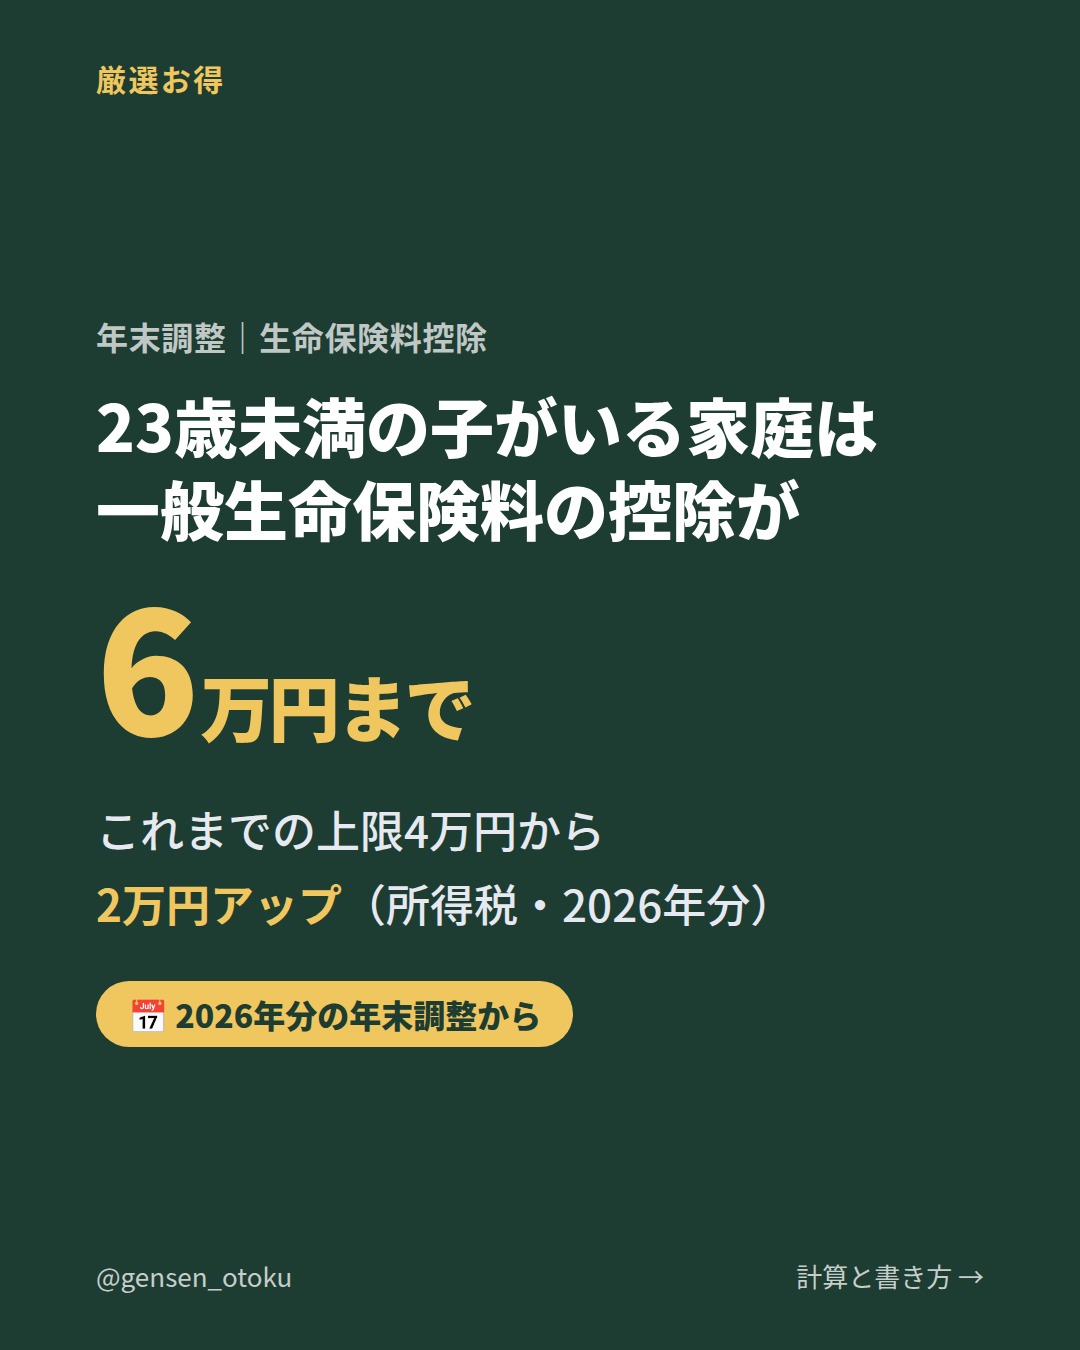 厳選お得
年末調整｜生命保険料控除
23歳未満の子がいる家庭は
一般生命保険料の控除が
6万円まで
これまでの上限4万円から
2万円アップ（所得税・2026年分）
📅 2026年分の年末調整から
@gensen_otoku
計算と書き方→